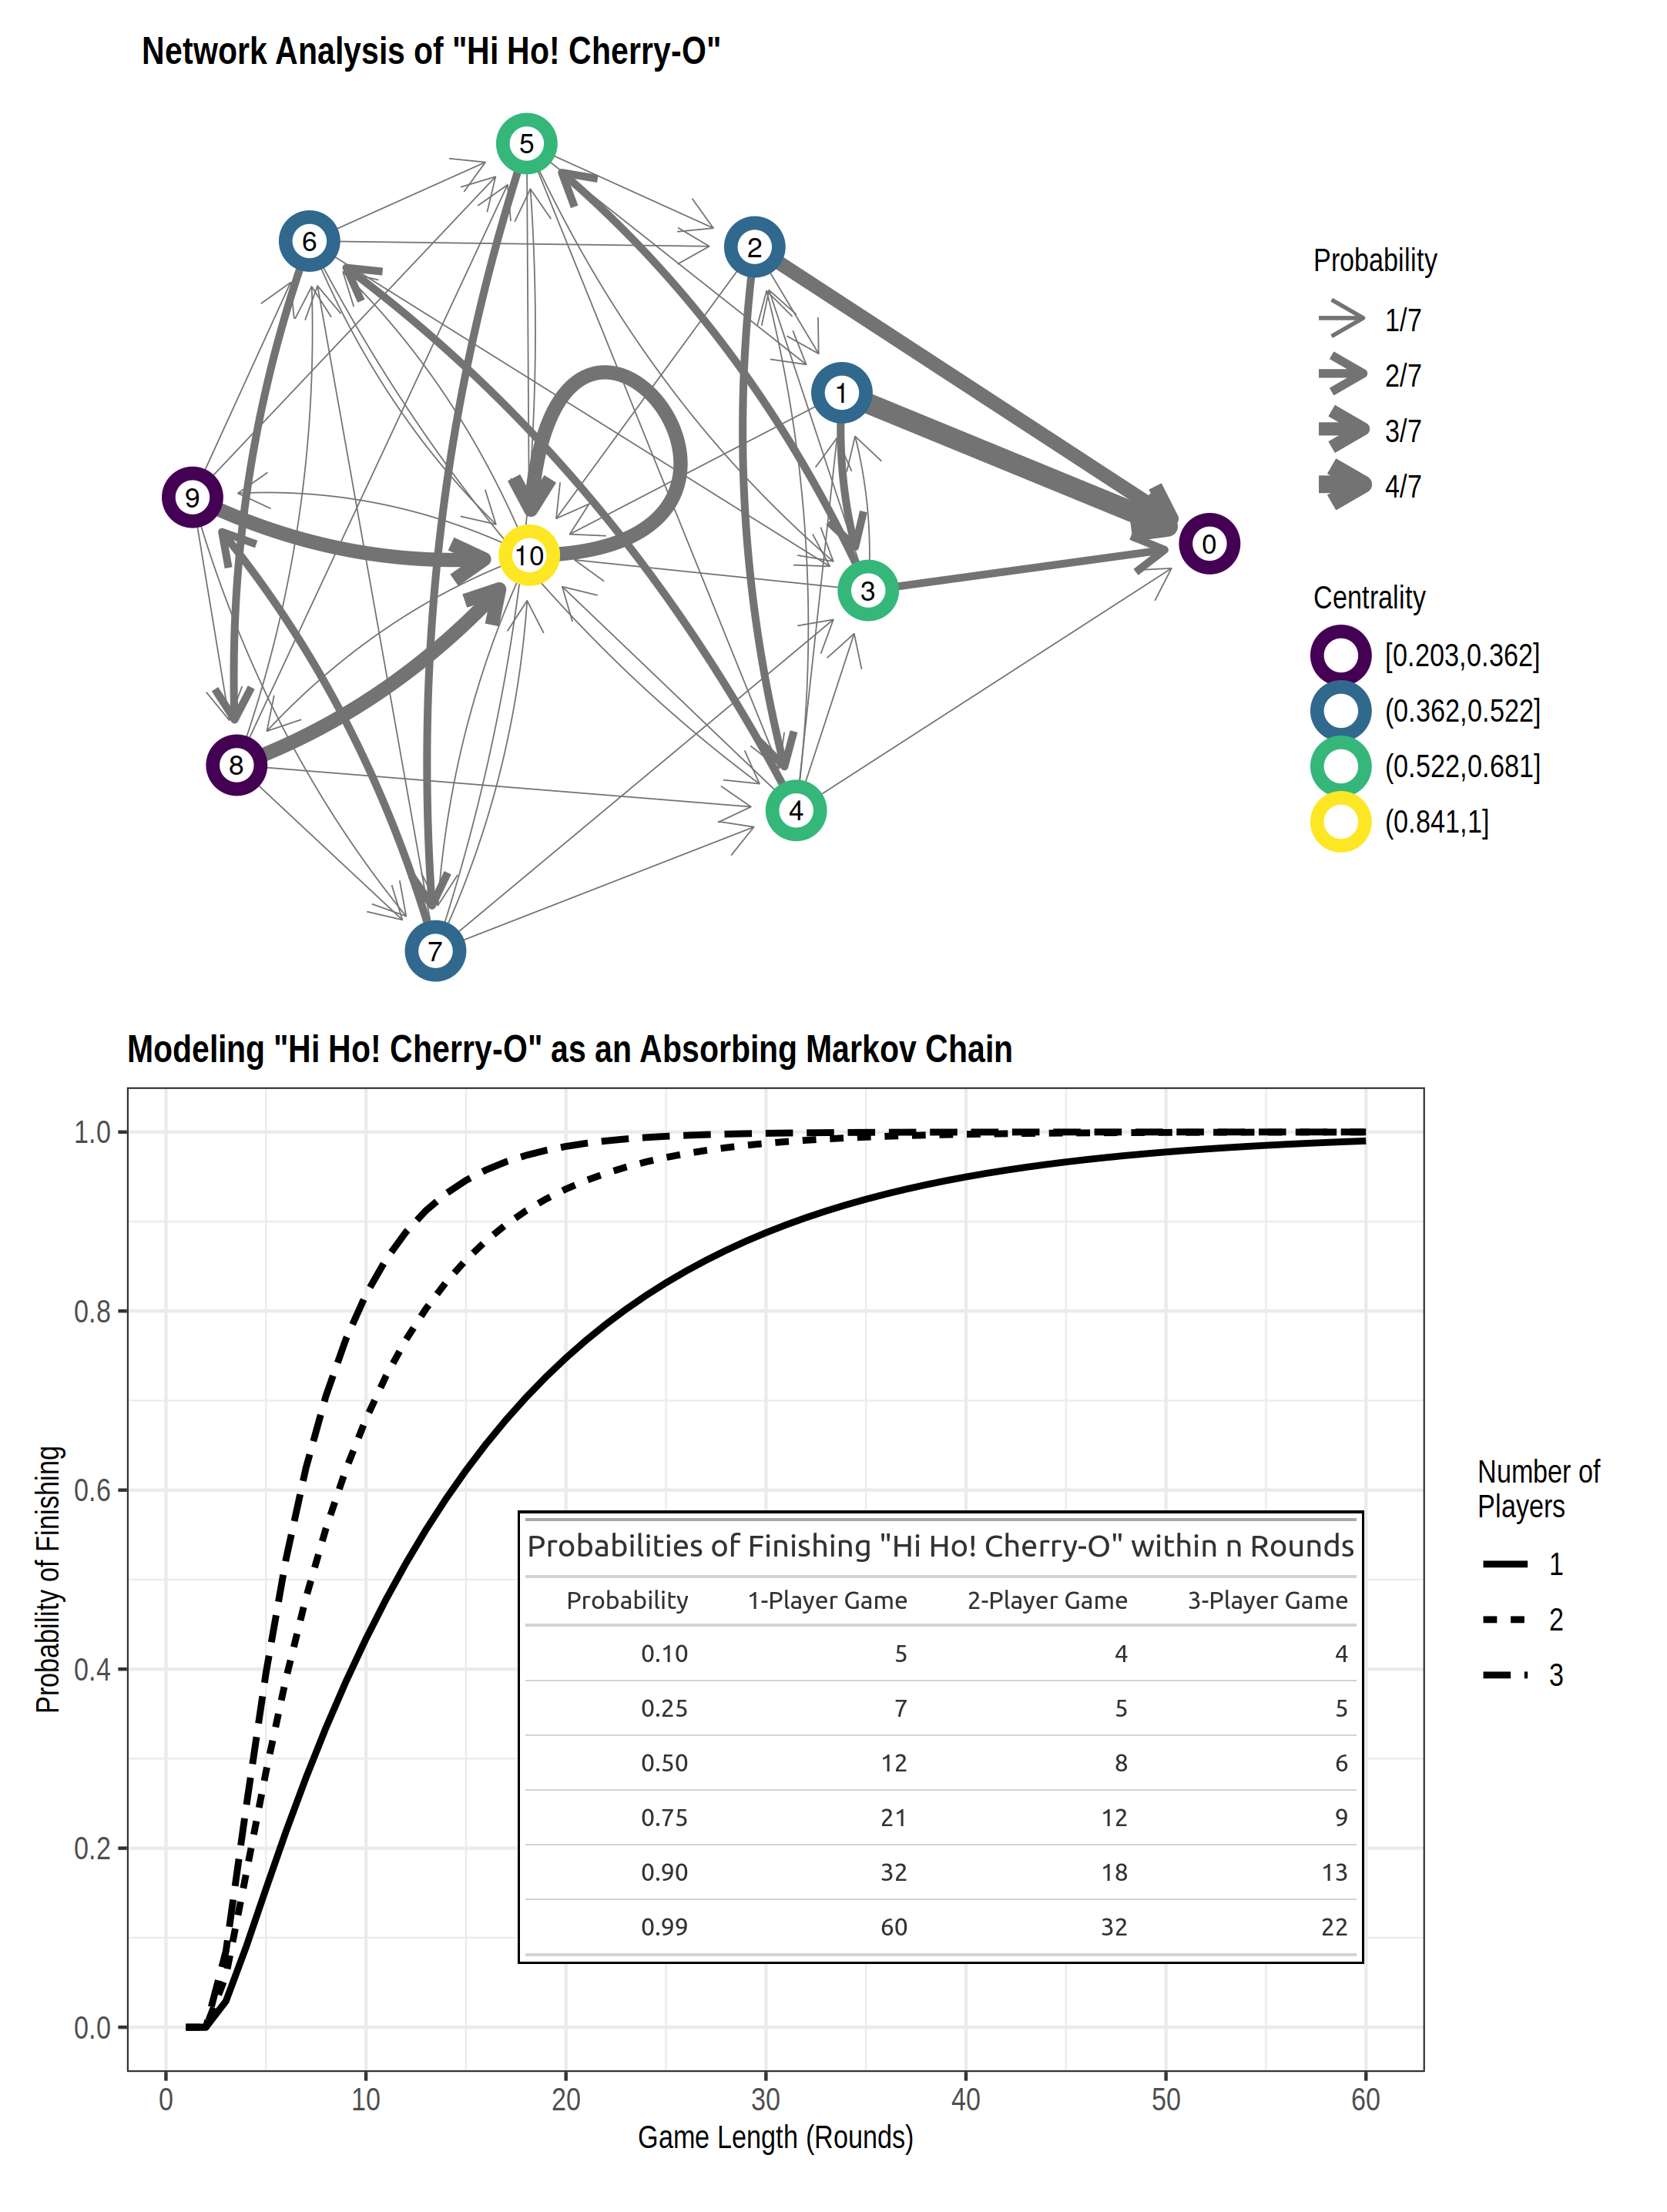 Network Analysis of "Hi Ho! Cherry-O"
5
6
2
1
9
10
0
3
8
4
7
Probability
1/7
2/7
3/7
4/7
Centrality
[0.203,0.362]
(0.362,0.522]
(0.522,0.681]
(0.841,1]
Modeling "Hi Ho! Cherry-O" as an Absorbing Markov Chain
Probability of Finishing
1.0
0.8
0.6
0.4
0.2
0.0
Probabilities of Finishing "Hi Ho! Cherry-O" within n Rounds
Probability 1-Player Game 2-Player Game 3-Player Game
0.10 5 4 4
0.25 7 5 5
0.50 12 8 6
0.75 21 12 9
0.90 32 18 13
0.99 60 32 22
0 10 20 30 40 50 60
Game Length (Rounds)
Number of
Players
1
2
3